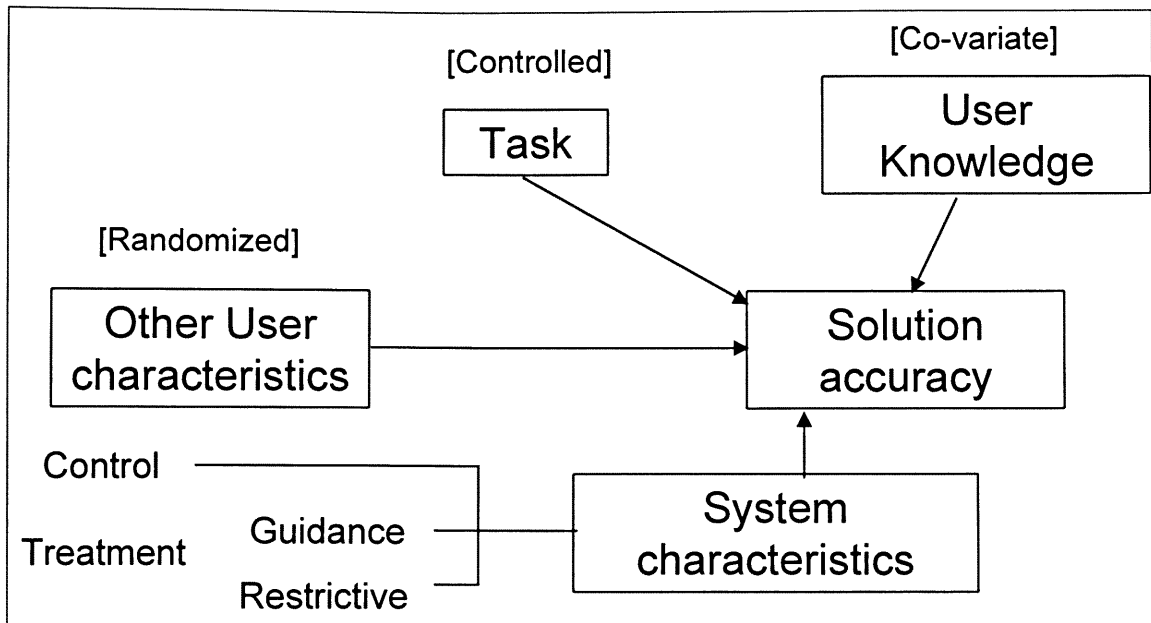 [Co-variate]
[Controlled]
User
Knowledge
Task
[Randomized]
Other User
characteristics
Solution
accuracy
Control
System
characteristics
Guidance
Treatment
Restrictive